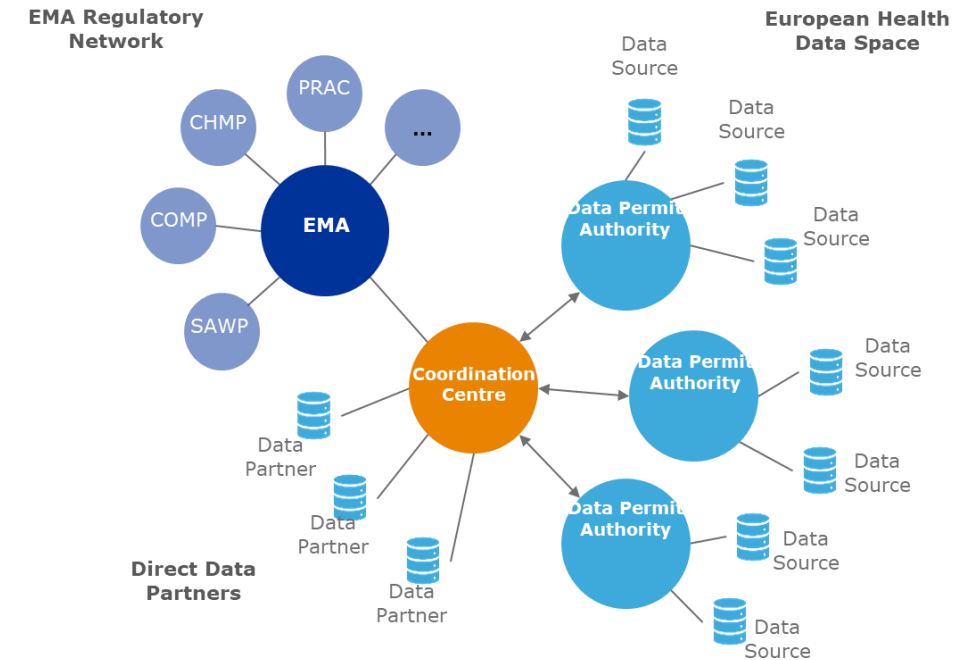 EMA Regulatory
Network
European Health
Data Space
PRAC
CHMP
...
COMP
EMA
SAWP
Coordination
Centre
Data
Partner
Data
Partner
Data
Partner
Direct Data
Partners
Data Permit
Authority
Data
Source
Data
Source
Data
Source
Data Permit
Authority
Data
Source
Data
Source
Data Permit
Authority
Data
Source
Data
Source